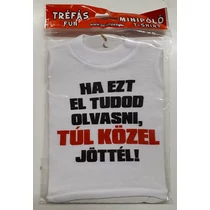 TRÉFÁS
FUN
MINIPÓLÓ
T-SHIRT
HA EZT
EL TUDOD
OLVASNI,
TÚL KÖZEL
JÖTTÉL!